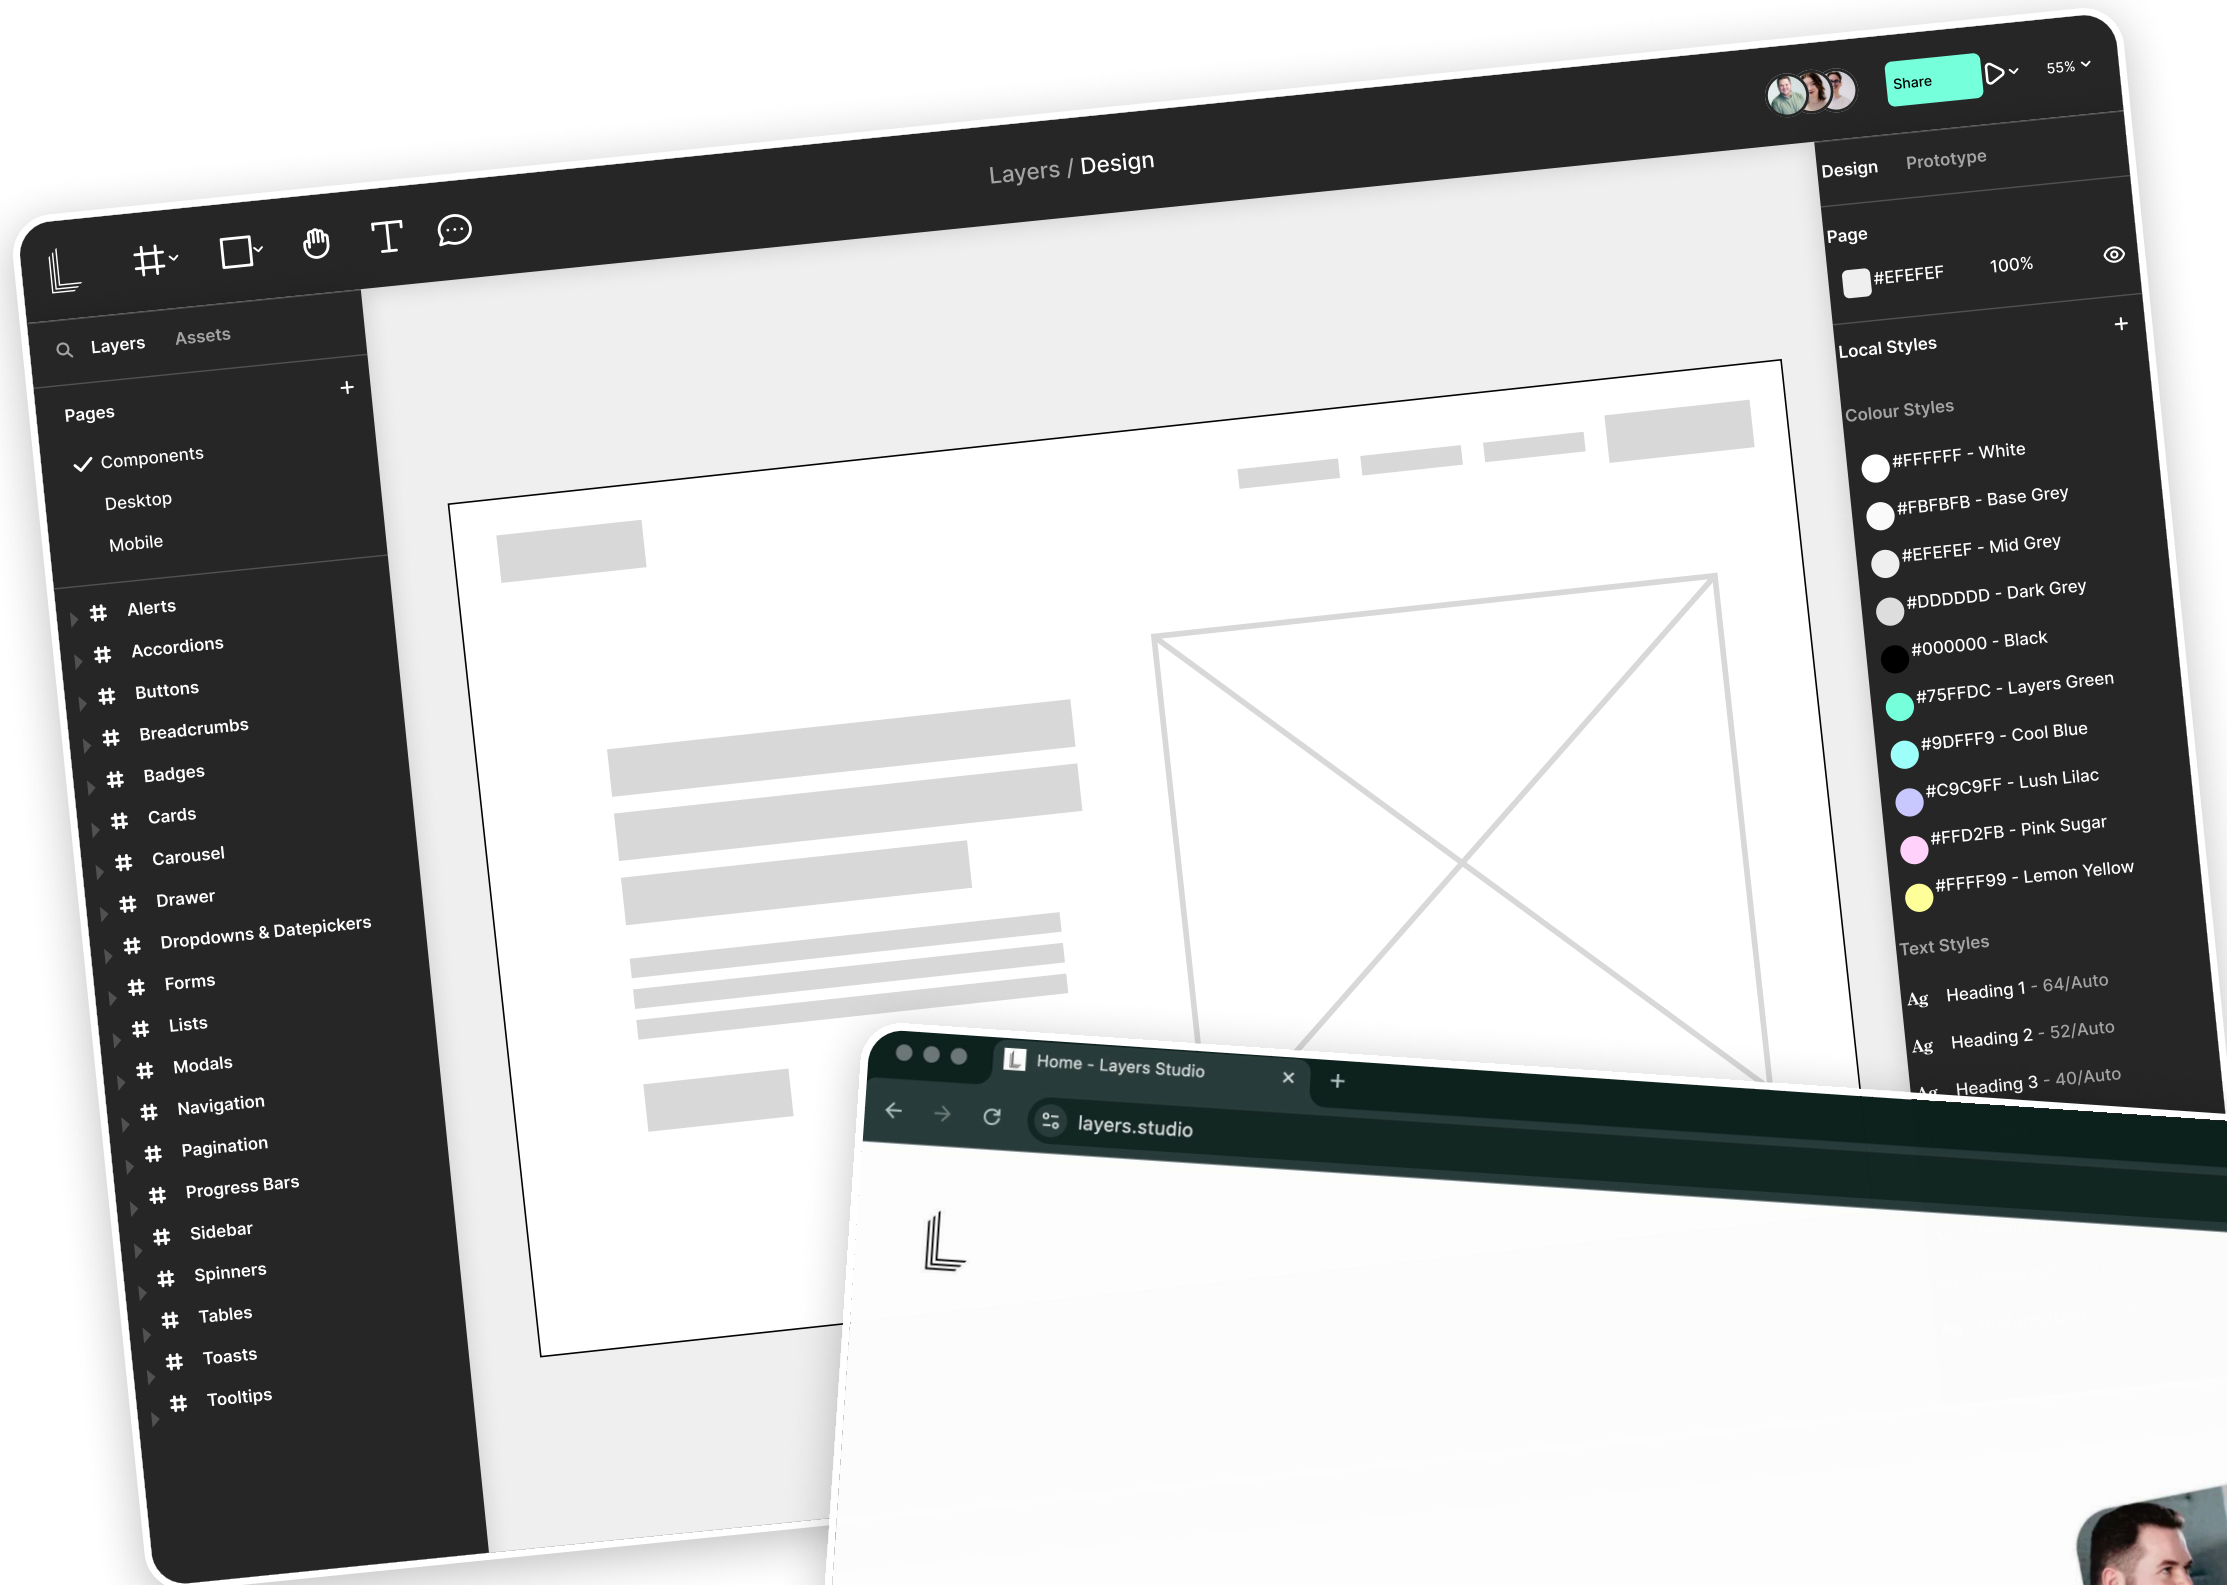 Layers / Design
Share
55%
Layers Assets
Pages
Components
Desktop
Mobile
Alerts
Accordions
Buttons
Breadcrumbs
Badges
Cards
Carousel
Drawer
Dropdowns & Datepickers
Forms
Lists
Modals
Navigation
Pagination
Progress Bars
Sidebar
Spinners
Tables
Toasts
Tooltips
Design Prototype
Page
#EFEFEF 100%
Local Styles
Colour Styles
#FFFFFF - White
#FBFBFB - Base Grey
#EFEFEF - Mid Grey
#DDDDDD - Dark Grey
#000000 - Black
#75FFDC - Layers Green
#9DFFF9 - Cool Blue
#C9C9FF - Lush Lilac
#FFD2FB - Pink Sugar
#FFFF99 - Lemon Yellow
Text Styles
Ag Heading 1 - 64/Auto
Ag Heading 2 - 52/Auto
Ag Heading 3 - 40/Auto
Home - Layers Studio
layers.studio